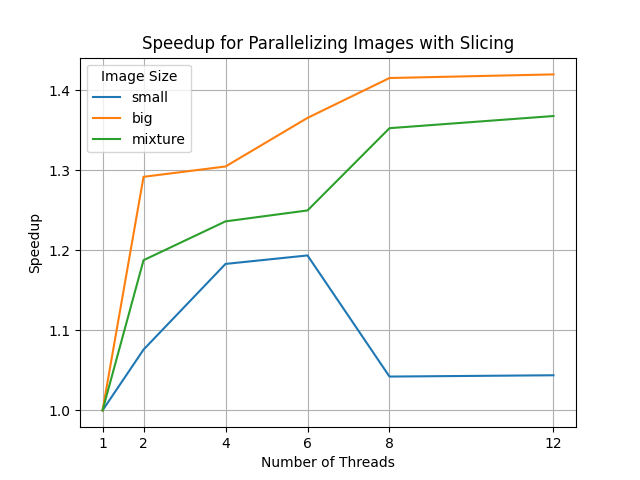 Speedup for Parallelizing Images with Slicing
Image Size
small
big
mixture
Speedup
1.4
1.3
1.2
1.1
1.0
1 2 4 6 8 12
Number of Threads